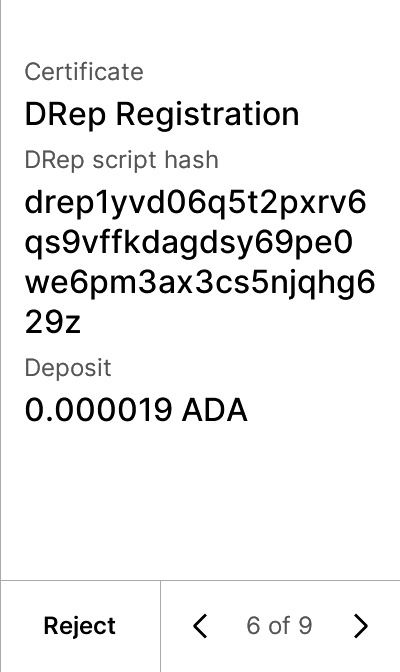 Certificate
DRep Registration
DRep script hash
drep1yvd06q5t2pxrv6
qs9vffkdagdsy69pe0
we6pm3ax3cs5njqhg6
29z
Deposit
0.000019 ADA
Reject
6 of 9